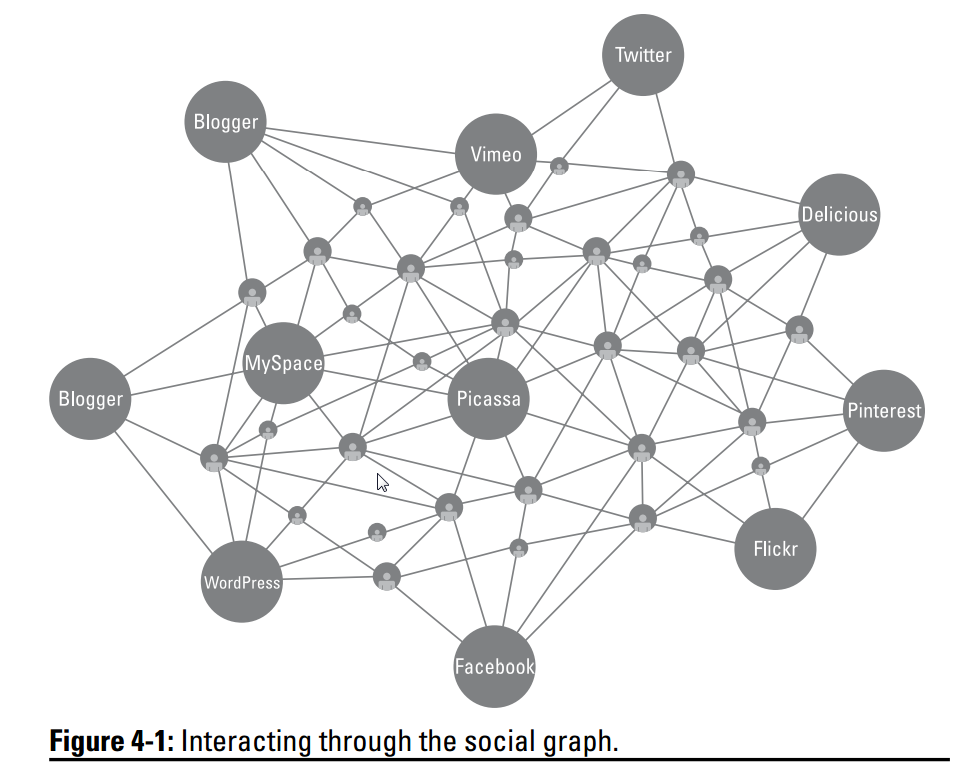 Twitter
Blogger
Vimeo
Delicious
MySpace
Blogger
Picassa
Pinterest
Flickr
WordPress
Facebook
Figure 4-1: Interacting through the social graph.